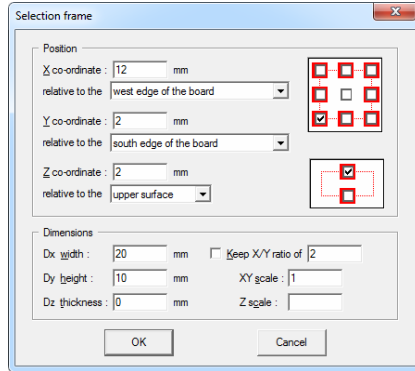 Selection frame
Position
X co-ordinate : 12 mm
relative to the west edge of the board
Y co-ordinate : 2 mm
relative to the south edge of the board
Z co-ordinate : 2 mm
relative to the upper surface
Dimensions
Dx width : 20 mm Keep X/Y ratio of 2
Dy height : 10 mm XY scale : 1
Dz thickness : 0 mm Z scale :
OK Cancel